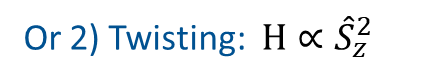 Or 2) Twisting: H ∝ Ŝ_z^2